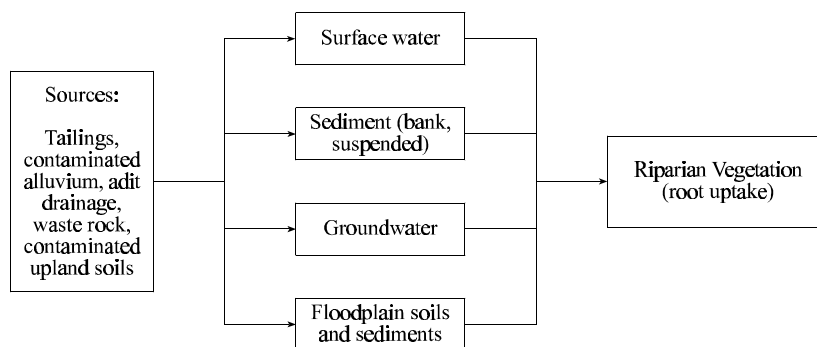 Sources:
Tailings,
contaminated
alluvium, adit
drainage,
waste rock,
contaminated
upland soils
Surface water
Sediment (bank,
suspended)
Groundwater
Floodplain soils
and sediments
Riparian Vegetation
(root uptake)